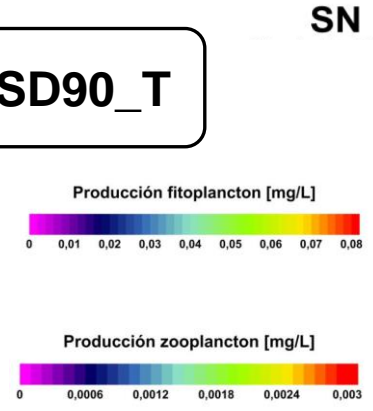 SN
SD90_T
Producción fitoplancton [mg/L]
0 0,01 0,02 0,03 0,04 0,05 0,06 0,07 0,08
Producción zooplancton [mg/L]
0 0,0006 0,0012 0,0018 0,0024 0,003